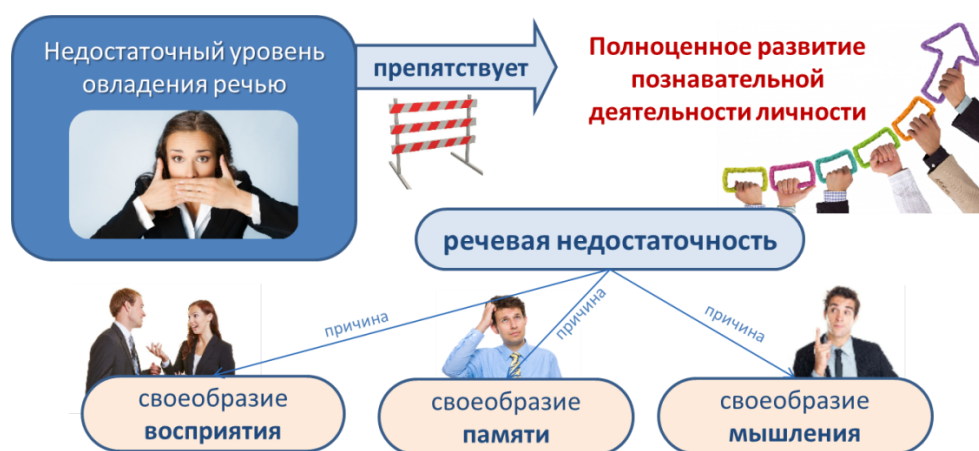 Недостаточный уровень
овладения речью
препятствует
Полноценное развитие
познавательной
деятельности личности
речевая недостаточность
причина
причина
причина
своеобразие
восприятия
своеобразие
памяти
своеобразие
мышления